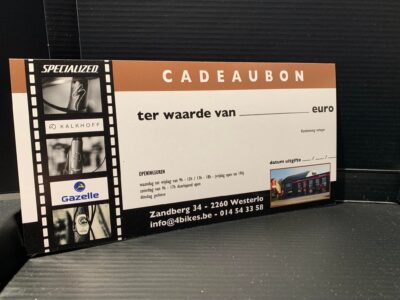 SPECIALIZED
CADEAUBON
ter waarde van euro
KALKHOFF
datum uitgifte / /
OPENINGSUREN
Gazelle
Zandberg 34 - 2260 Westerlo
info@4bikes.be - 014 54 33 58